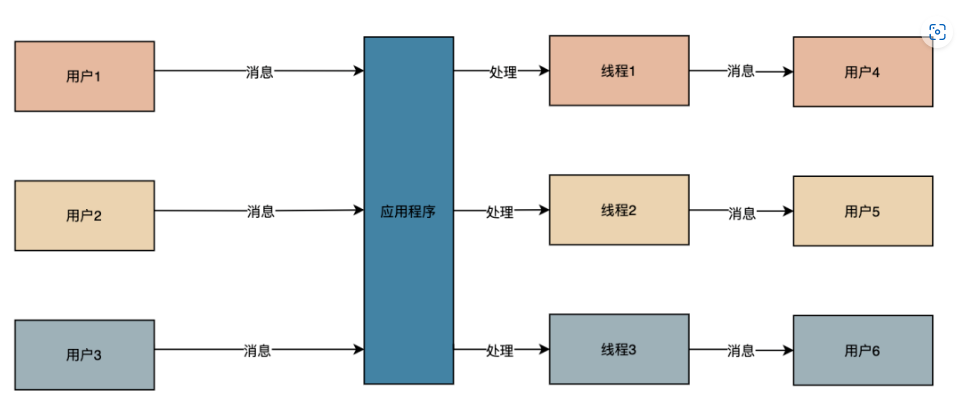 用户1
消息
处理
线程1
消息
用户4
用户2
消息
应用程序
处理
线程2
消息
用户5
用户3
消息
处理
线程3
消息
用户6